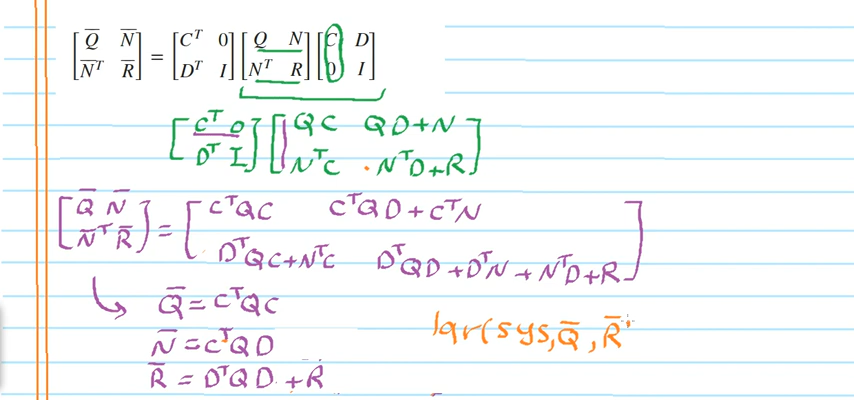 [Q̅ N̅; N̅ᵀ R̅] = [Cᵀ 0; Dᵀ I] [Q N; Nᵀ R] [C D; 0 I]
[Cᵀ 0; Dᵀ I] [QC QD+N; NᵀC NᵀD+R]
[Q̅ N̅; N̅ᵀ R̅] = [CᵀQC CᵀQD+CᵀN; DᵀQC+NᵀC DᵀQD+DᵀN+NᵀD+R]
Q̅ = CᵀQC
N̅ = CᵀQD
lqr(sys, Q̅, R̅
R̅ = DᵀQD + R